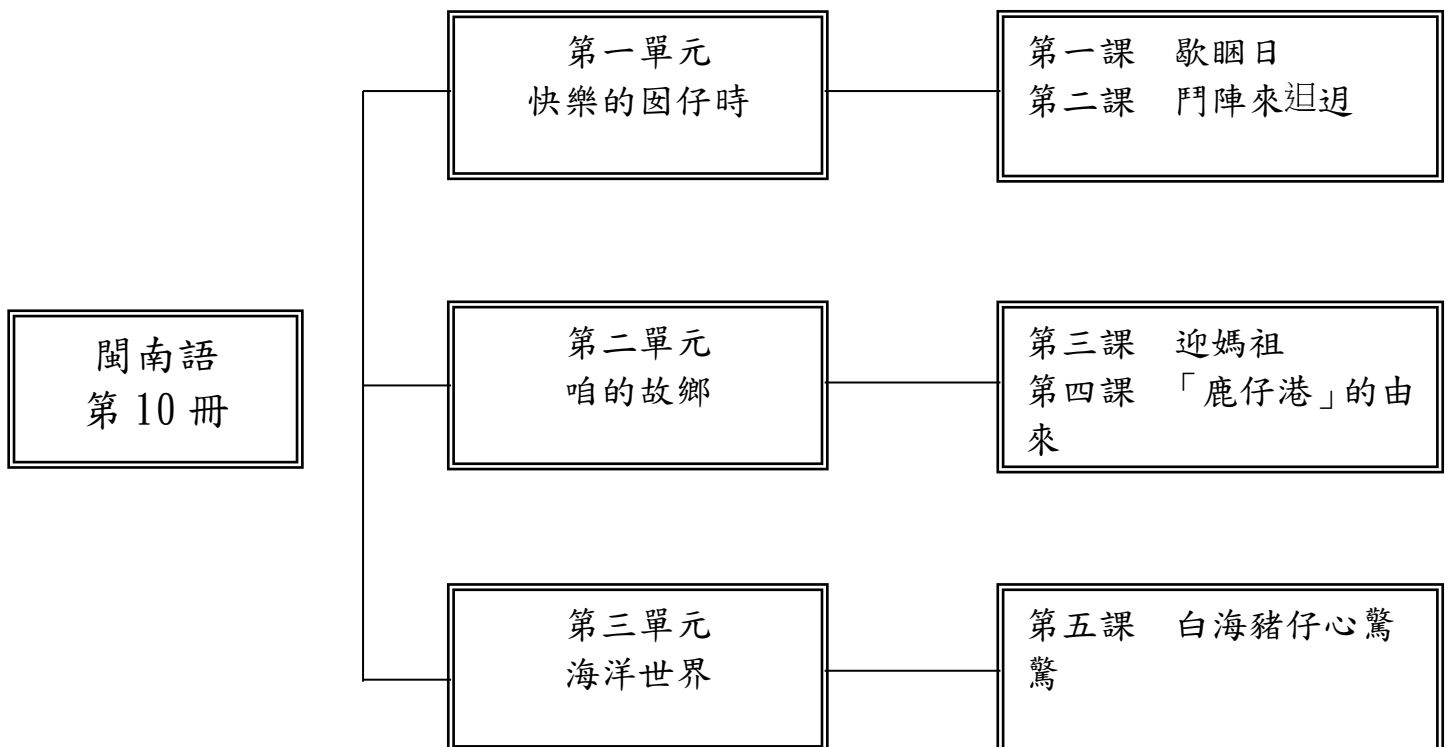 閩南語
第 10 冊
第一單元
快樂的囡仔時
第一課　歇睏日
第二課　鬥陣來𨑨迌
第二單元
咱的故鄉
第三課　迎媽祖
第四課　「鹿仔港」的由
來
第三單元
海洋世界
第五課　白海豬仔心驚
驚